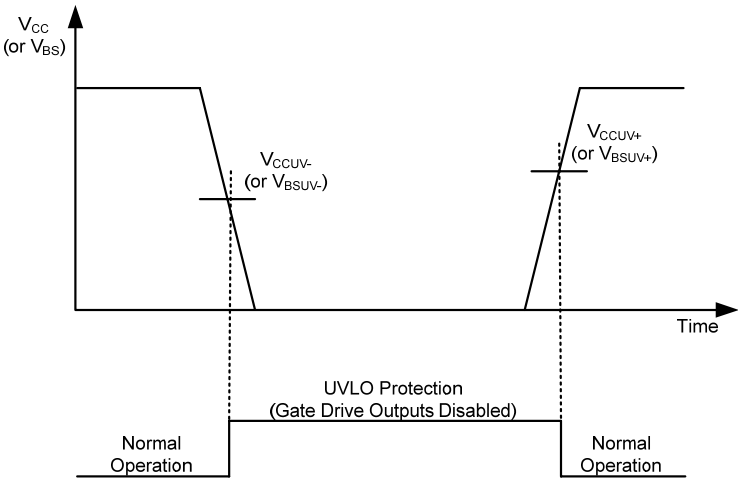 VCC
(or VBS)
VCCUV-
(or VBSUV-)
VCCUV+
(or VBSUV+)
Time
UVLO Protection
(Gate Drive Outputs Disabled)
Normal
Operation
Normal
Operation